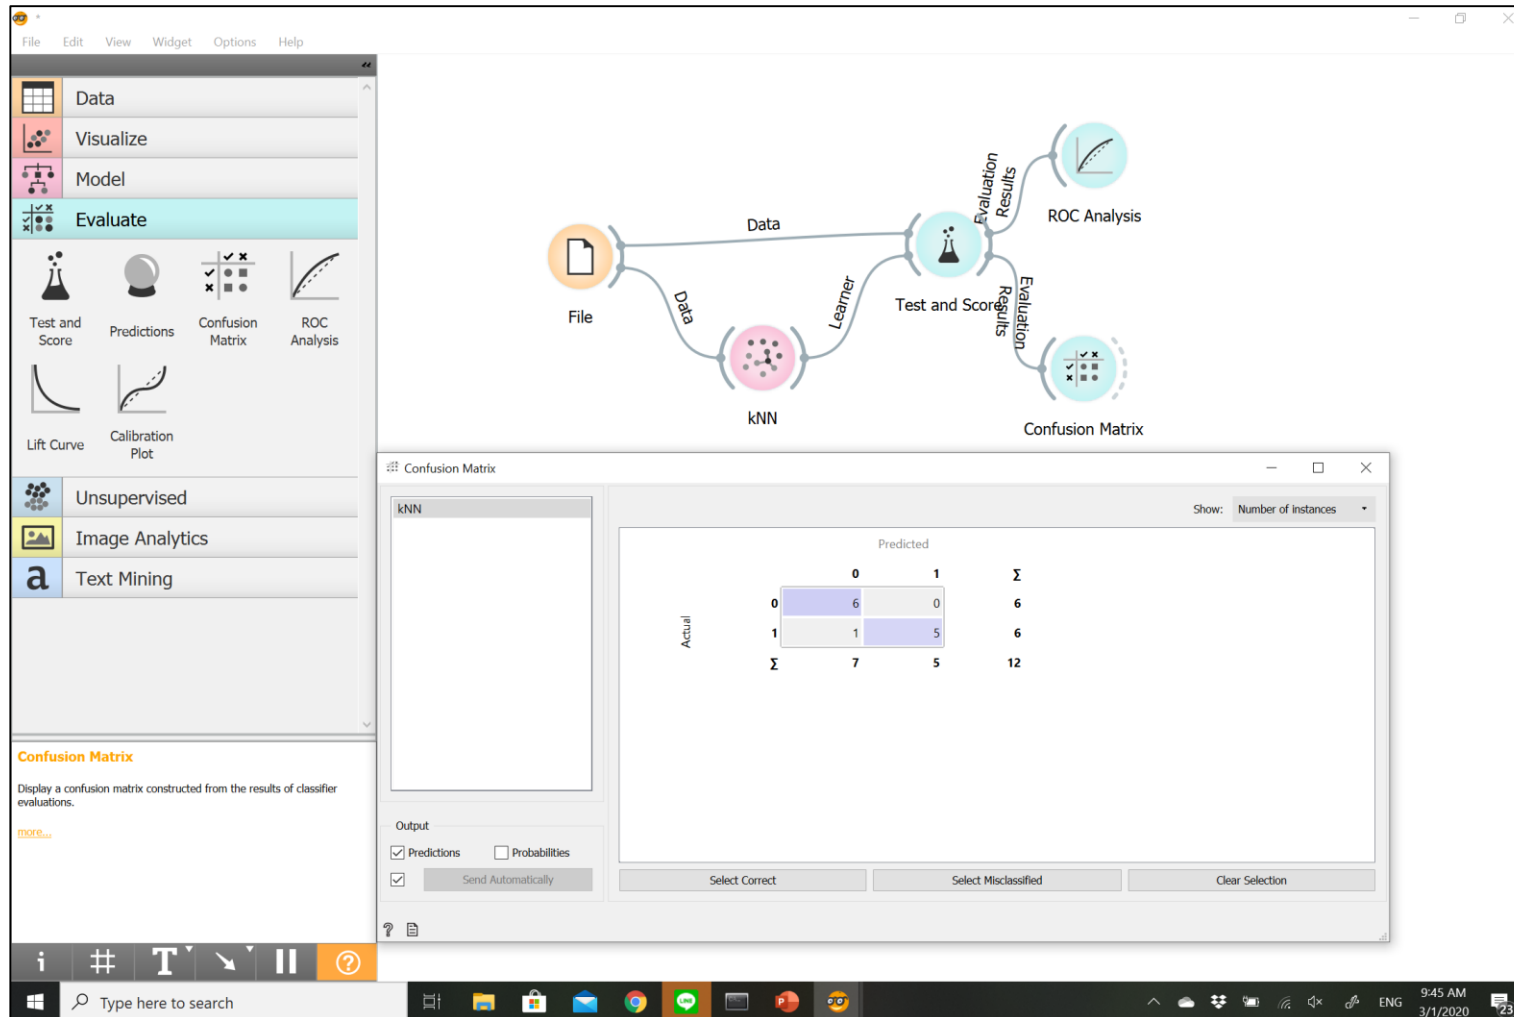 File Edit View Widget Options Help
Data
Visualize
Model
Evaluate
Test and
Score
Predictions
Confusion
Matrix
ROC
Analysis
Lift Curve
Calibration
Plot
Unsupervised
Image Analytics
a Text Mining
Confusion Matrix
Display a confusion matrix constructed from the results of classifier
evaluations.
more...
File
Data
Data
kNN
Learner
Test and Score
Evaluation
Results
ROC Analysis
Evaluation
Results
Confusion Matrix
Confusion Matrix
kNN
Show: Number of instances
Predicted
0 1 Σ
Actual
0 6 0 6
1 1 5 6
Σ 7 5 12
Output
Predictions Probabilities
Send Automatically
Select Correct Select Misclassified Clear Selection
?
i # T ?
Type here to search
LINE
P
ENG
9:45 AM
3/1/2020
23